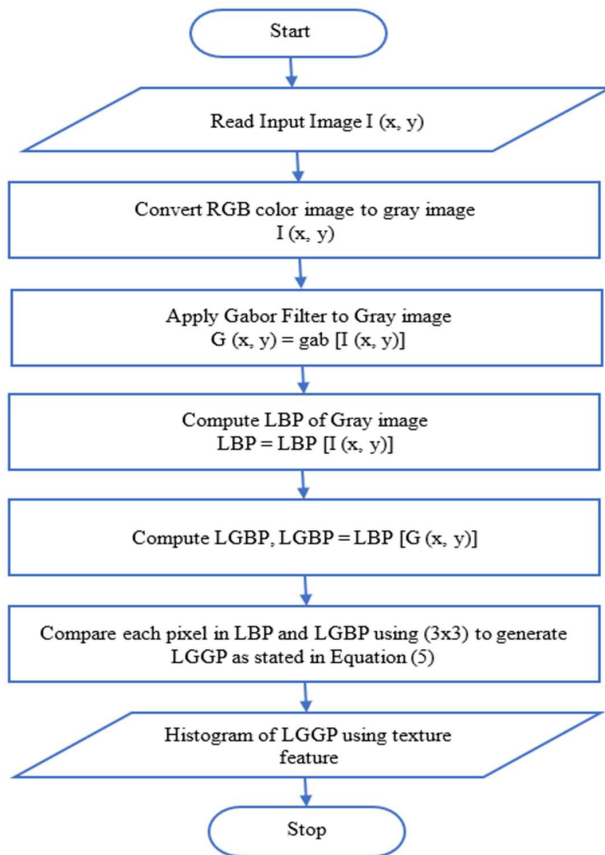 Start
Read Input Image I (x, y)
Convert RGB color image to gray image
I (x, y)
Apply Gabor Filter to Gray image
G (x, y) = gab [I (x, y)]
Compute LBP of Gray image
LBP = LBP [I (x, y)]
Compute LGBP, LGBP = LBP [G (x, y)]
Compare each pixel in LBP and LGBP using (3x3) to generate
LGGP as stated in Equation (5)
Histogram of LGGP using texture
feature
Stop